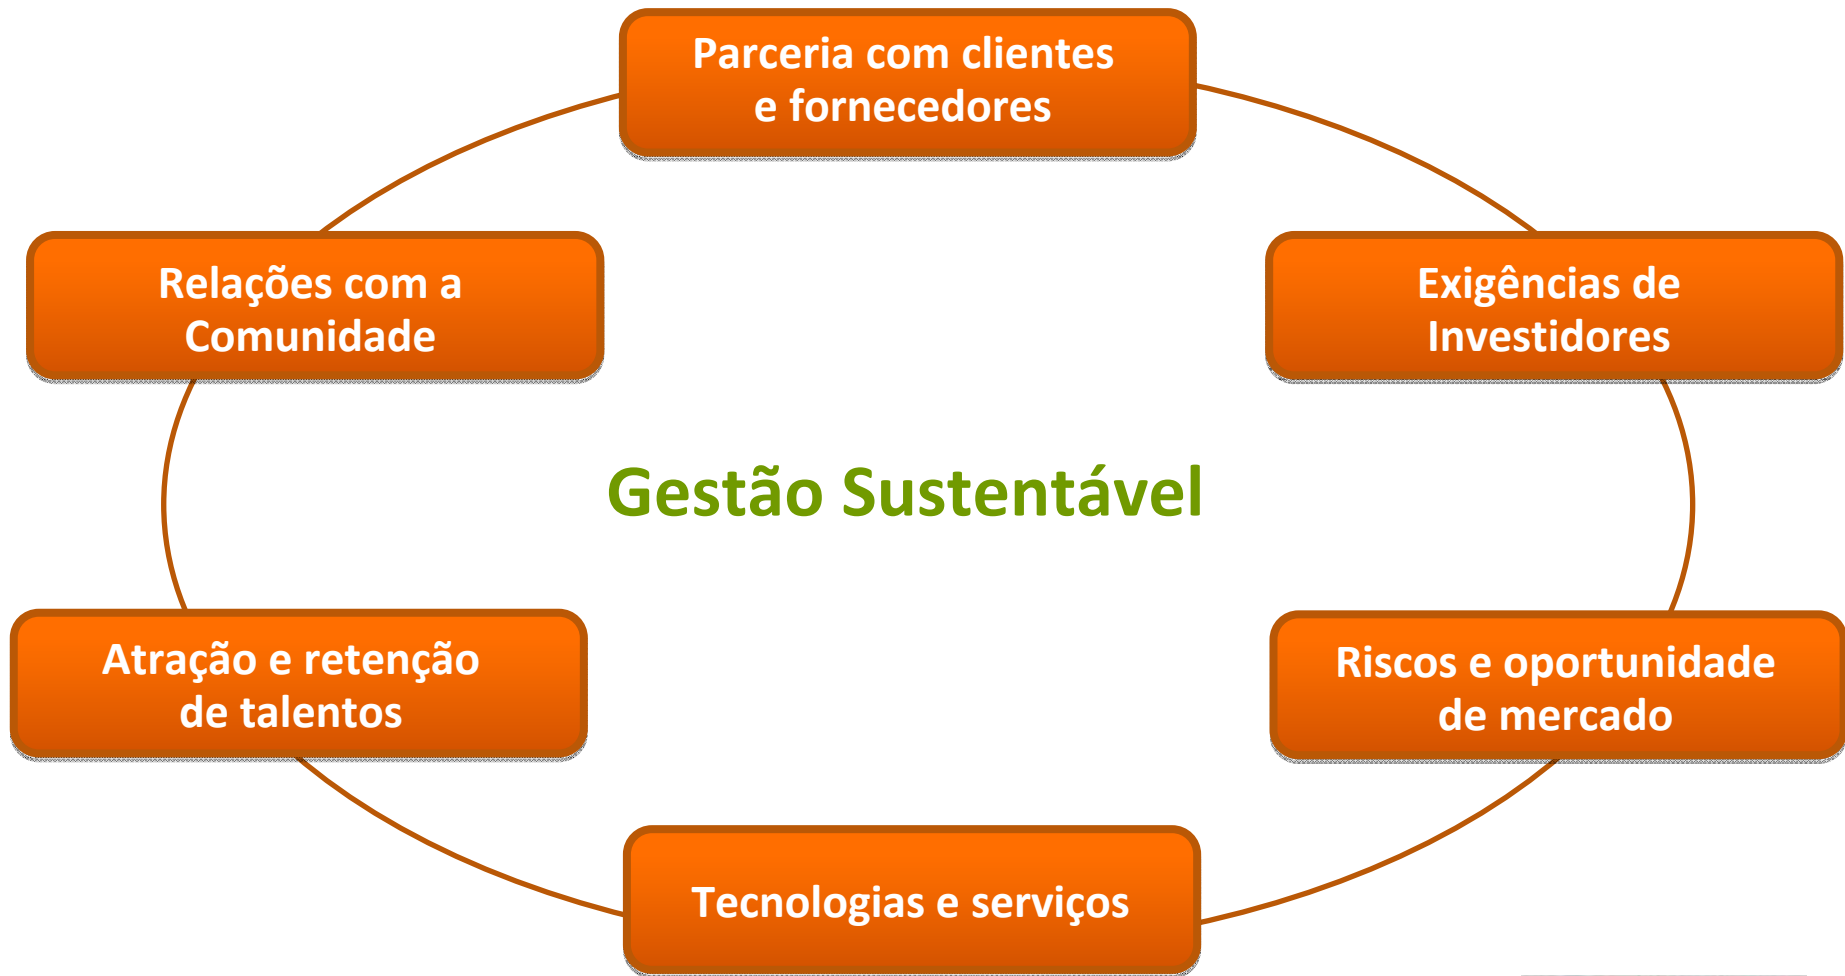 Parceria com clientes
e fornecedores
Relações com a
Comunidade
Exigências de
Investidores
Gestão Sustentável
Atração e retenção
de talentos
Riscos e oportunidade
de mercado
Tecnologias e serviços